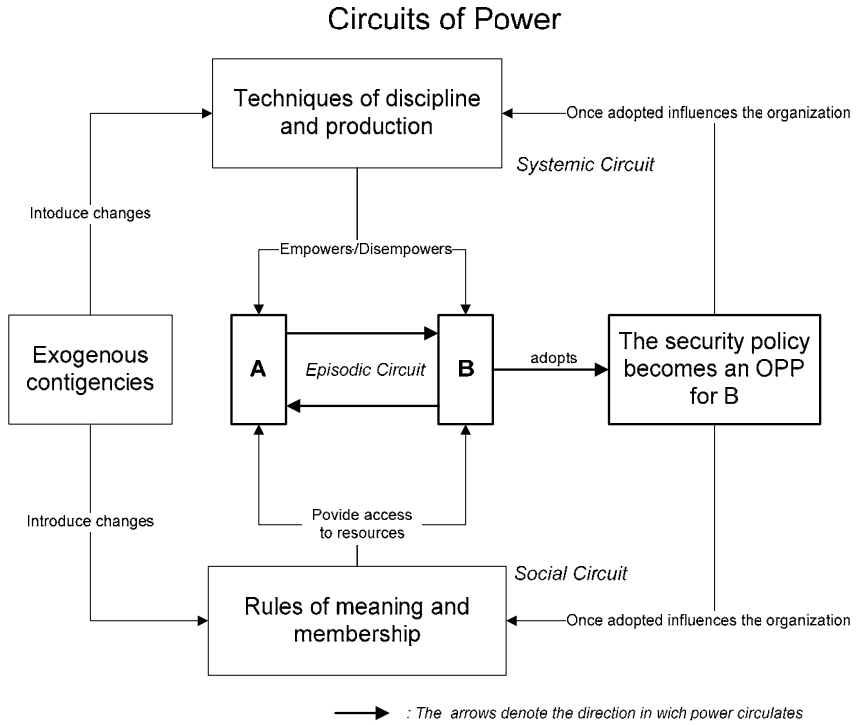 Circuits of Power
Techniques of discipline
and production
Once adopted influences the organization
Systemic Circuit
Intoduce changes
Empowers/Disempowers
Exogenous
contigencies
A
Episodic Circuit
B
adopts
The security policy
becomes an OPP
for B
Introduce changes
Povide access
to resources
Social Circuit
Rules of meaning and
membership
Once adopted influences the organization
: The arrows denote the direction in wich power circulates